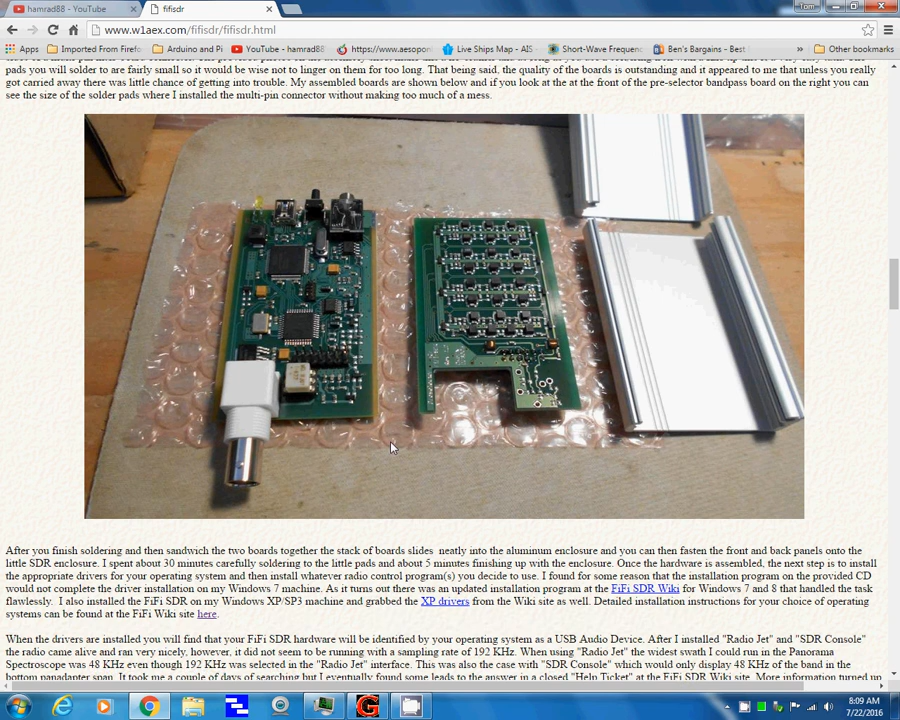 hamrad88 - YouTube
fifisdr
Tom
www.w1aex.com/fifisdr/fifisdr.html
Apps
Imported From Firefo
Arduino and Pi
YouTube - hamrad88
https://www.aesoponi
Live Ships Map - AIS -
Short-Wave Frequenc
Ben's Bargains - Best
»
Other bookmarks
pads you will solder to are fairly small so it would be wise not to linger on them for too long. That being said, the quality of the boards is outstanding and it appeared to me that unless you really
got carried away there was little chance of getting into trouble. My assembled boards are shown below and if you look at the at the front of the pre-selector bandpass board on the right you can
see the size of the solder pads where I installed the multi-pin connector without making too much of a mess.
After you finish soldering and then sandwich the two boards together the stack of boards slides neatly into the aluminum enclosure and you can then fasten the front and back panels onto the
little SDR enclosure. I spent about 30 minutes carefully soldering to the little pads and about 5 minutes finishing up with the enclosure. Once the hardware is assembled, the next step is to install
the appropriate drivers for your operating system and then install whatever radio control program(s) you decide to use. I found for some reason that the installation program on the provided CD
would not complete the driver installation on my Windows 7 machine. As it turns out there was an updated installation program at the FiFi SDR Wiki for Windows 7 and 8 that handled the task
flawlessly. I also installed the FiFi SDR on my Windows XP/SP3 machine and grabbed the XP drivers from the Wiki site as well. Detailed installation instructions for your choice of operating
systems can be found at the FiFi Wiki site here.
When the drivers are installed you will find that your FiFi SDR hardware will be identified by your operating system as a USB Audio Device. After I installed "Radio Jet" and "SDR Console"
the radio came alive and ran very nicely, however, it did not seem to be running with a sampling rate of 192 KHz. When using "Radio Jet" the widest swath I could run in the Panorama
Spectroscope was 48 KHz even though 192 KHz was selected in the "Radio Jet" interface. This was also the case with "SDR Console" which would only display 48 KHz of the band in the
bottom panadapter span. It took me a couple of days of searching but I eventually found some leads to the answer in a closed "Help Ticket" at the FiFi SDR Wiki site. More information turned up
8:09 AM
7/22/2016